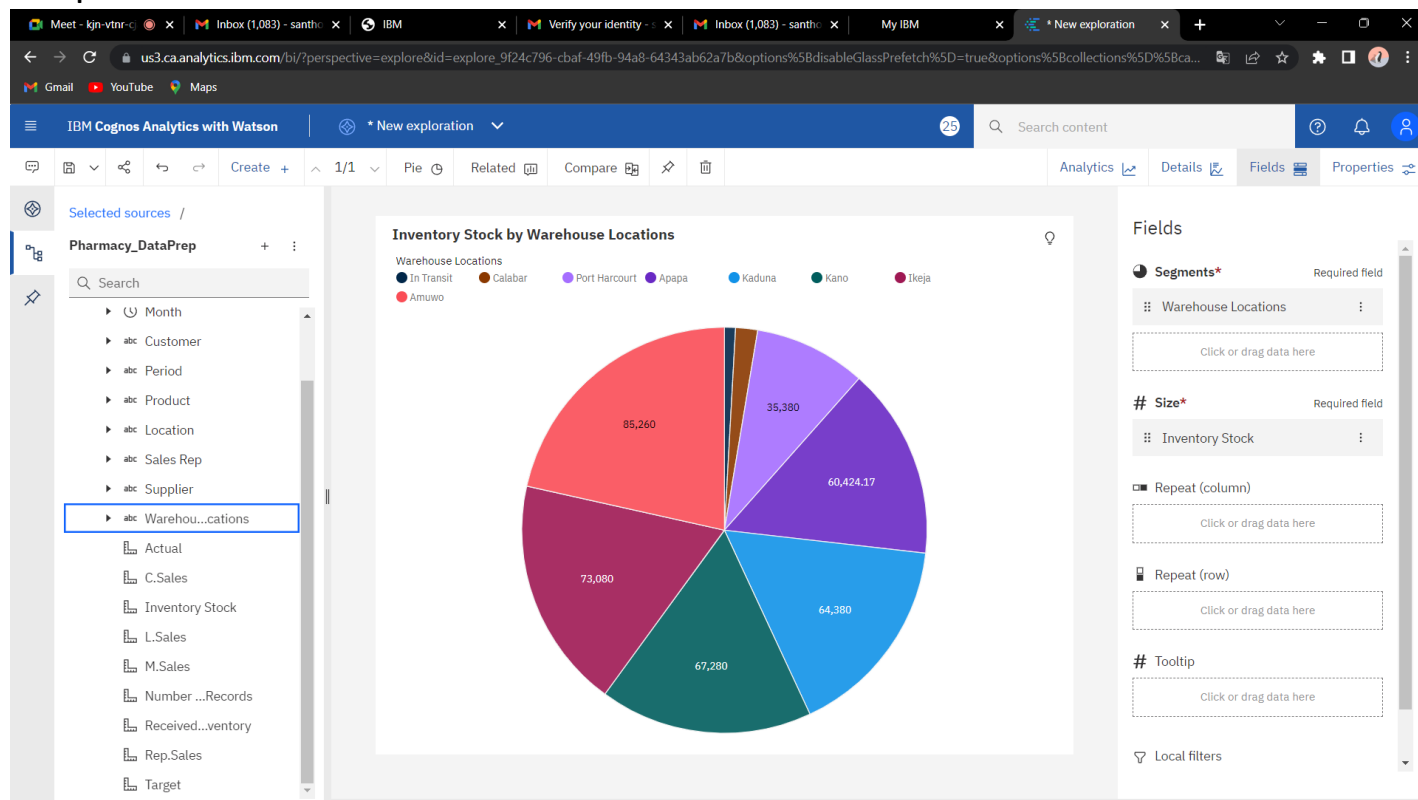 Meet - kjn-vtnr-cj
Inbox (1,083) - santho
IBM
Verify your identity - s
Inbox (1,083) - santho
My IBM
* New exploration
us3.ca.analytics.ibm.com/bi/?perspective=explore&id=explore_9f24c796-cbaf-49fb-94a8-64343ab62a7b&options%5BdisableGlassPrefetch%5D=true&options%5Bcollections%5D%5Bca...
Gmail YouTube Maps
IBM Cognos Analytics with Watson
* New exploration
25
Search content
Create +
1/1
Pie
Related
Compare
Analytics
Details
Fields
Properties
Selected sources /
Pharmacy_DataPrep
Search
Month
abc Customer
abc Period
abc Product
abc Location
abc Sales Rep
abc Supplier
abc Warehou...cations
Actual
C.Sales
Inventory Stock
L.Sales
M.Sales
Number ...Records
Received...ventory
Rep.Sales
Target
Inventory Stock by Warehouse Locations
Warehouse Locations
In Transit Calabar Port Harcourt Apapa Kaduna Kano Ikeja
Amuwo
35,380
85,260
60,424.17
73,080
64,380
67,280
Fields
Segments* Required field
Warehouse Locations
Click or drag data here
# Size* Required field
Inventory Stock
Repeat (column)
Click or drag data here
Repeat (row)
Click or drag data here
# Tooltip
Click or drag data here
Local filters